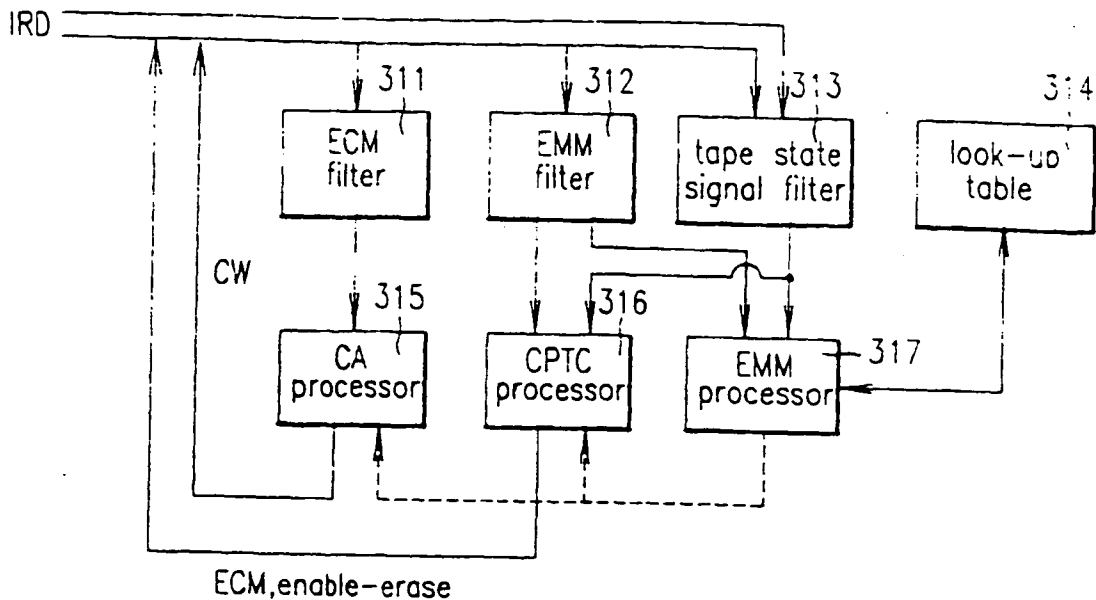 IRD
311
312
313
314
ECM
filter
EMM
filter
tape state
signal filter
look-up
table
CW
315
316
317
CA
processor
CPTC
processor
EMM
processor
ECM,enable-erase